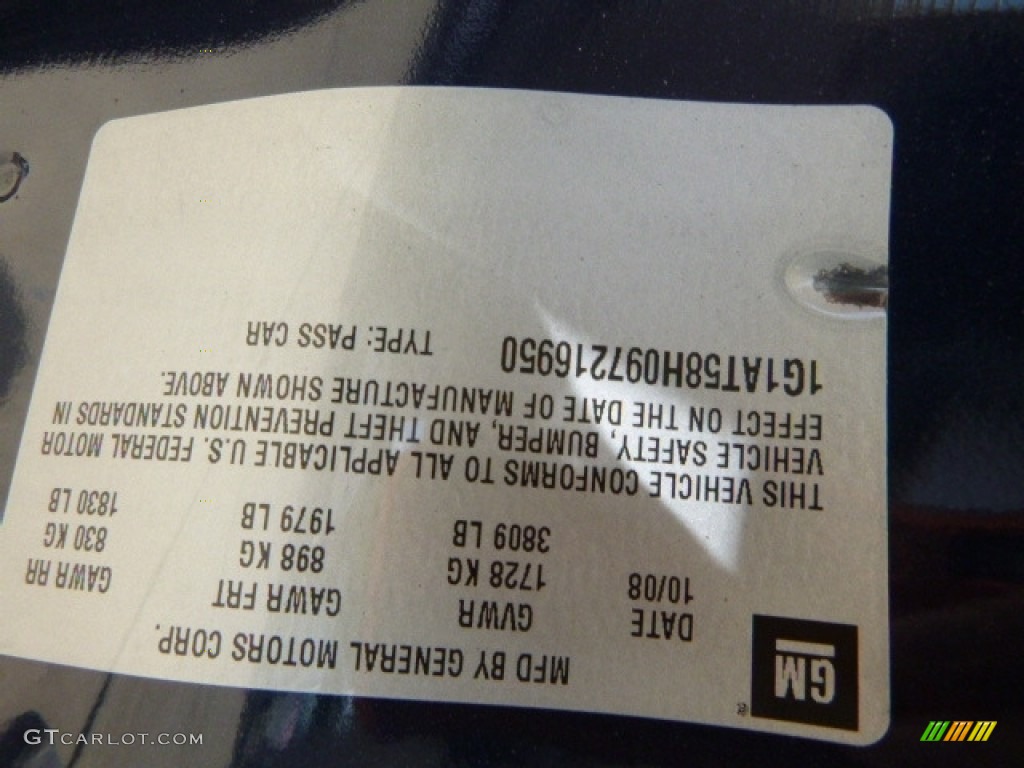 GM
®
MFD BY GENERAL MOTORS CORP.
DATE GVWR GAWR FRT GAWR RR
10/08 1728 KG 898 KG 830 KG
3809 LB 1979 LB 1830 LB
THIS VEHICLE CONFORMS TO ALL APPLICABLE U.S. FEDERAL MOTOR
VEHICLE SAFETY, BUMPER, AND THEFT PREVENTION STANDARDS IN
EFFECT ON THE DATE OF MANUFACTURE SHOWN ABOVE.
1G1AT58H097216950 TYPE: PASS CAR
GTCARLOT.COM